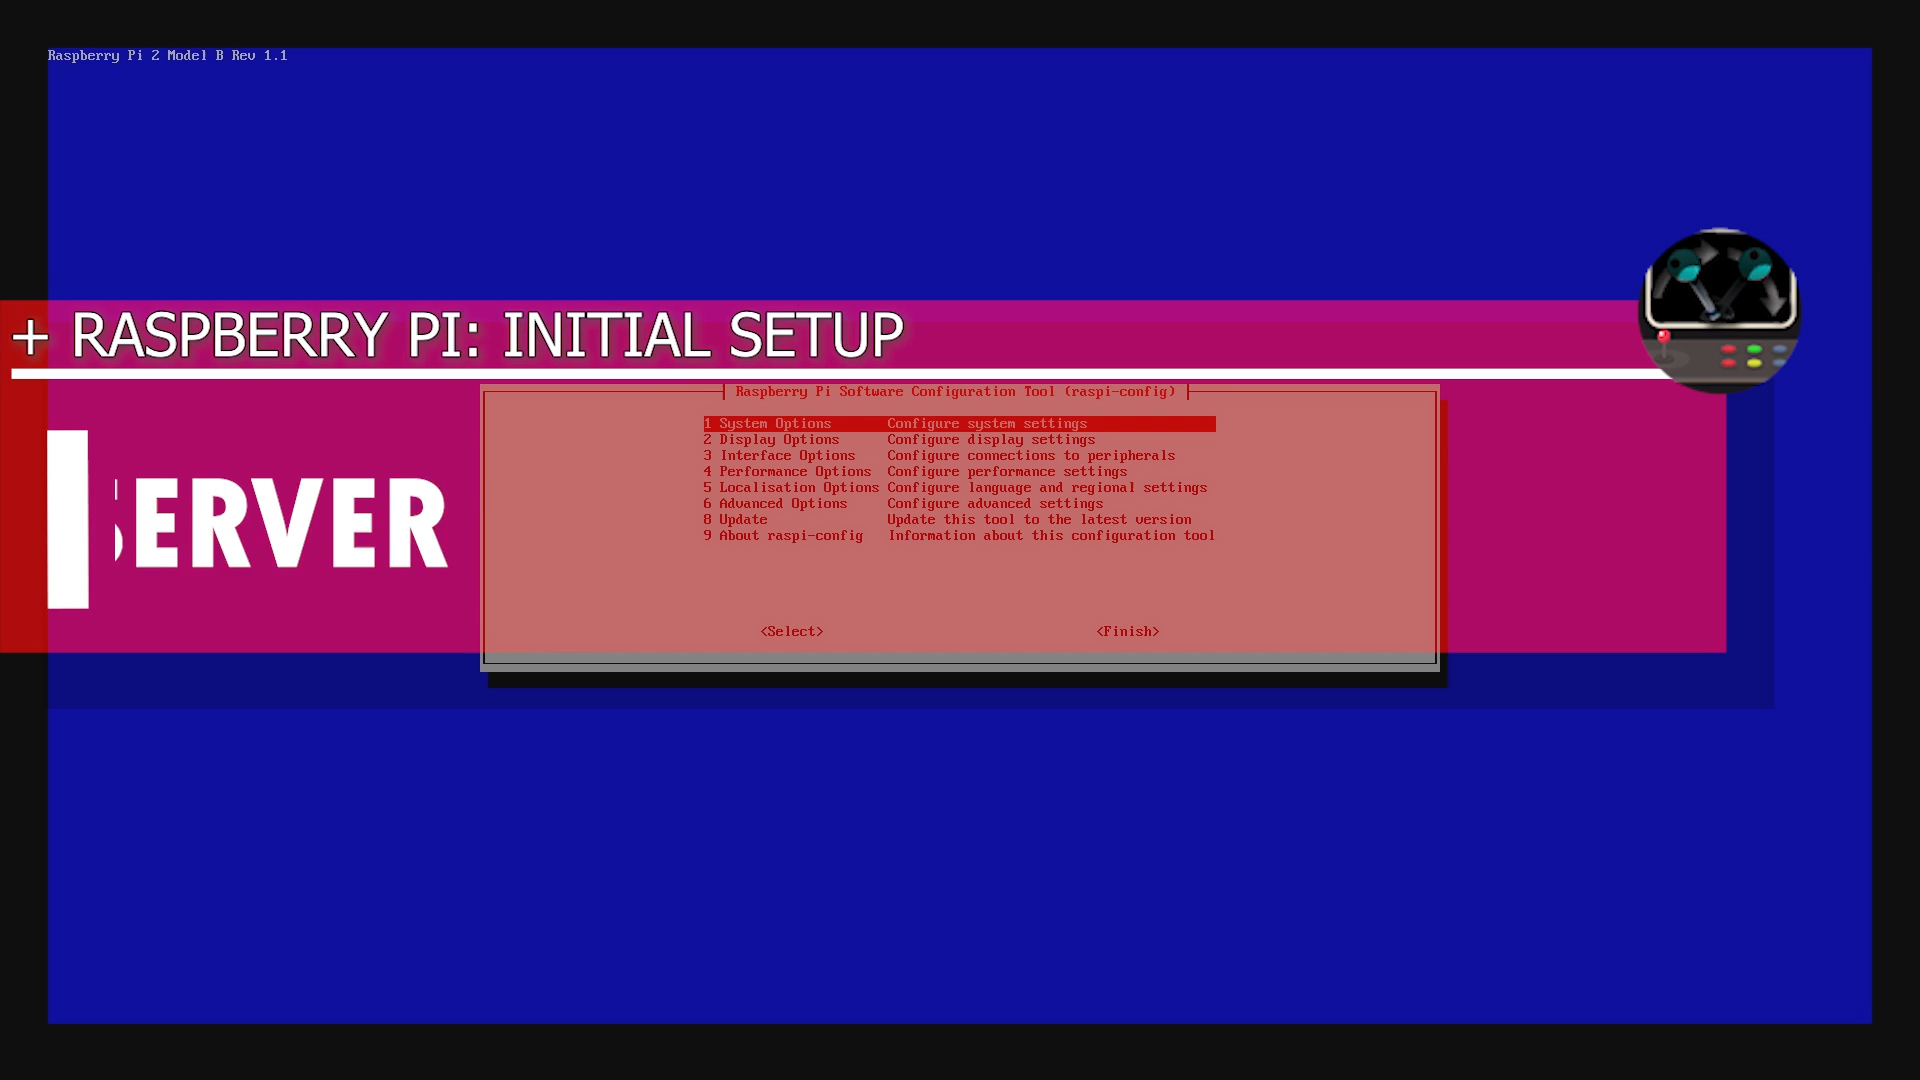 Raspberry Pi 2 Model B Rev 1.1
+ RASPBERRY PI: INITIAL SETUP
Raspberry Pi Software Configuration Tool (raspi-config)
1 System Options Configure system settings
2 Display Options Configure display settings
3 Interface Options Configure connections to peripherals
4 Performance Options Configure performance settings
5 Localisation Options Configure language and regional settings
6 Advanced Options Configure advanced settings
8 Update Update this tool to the latest version
9 About raspi-config Information about this configuration tool
SERVER
<Select> <Finish>